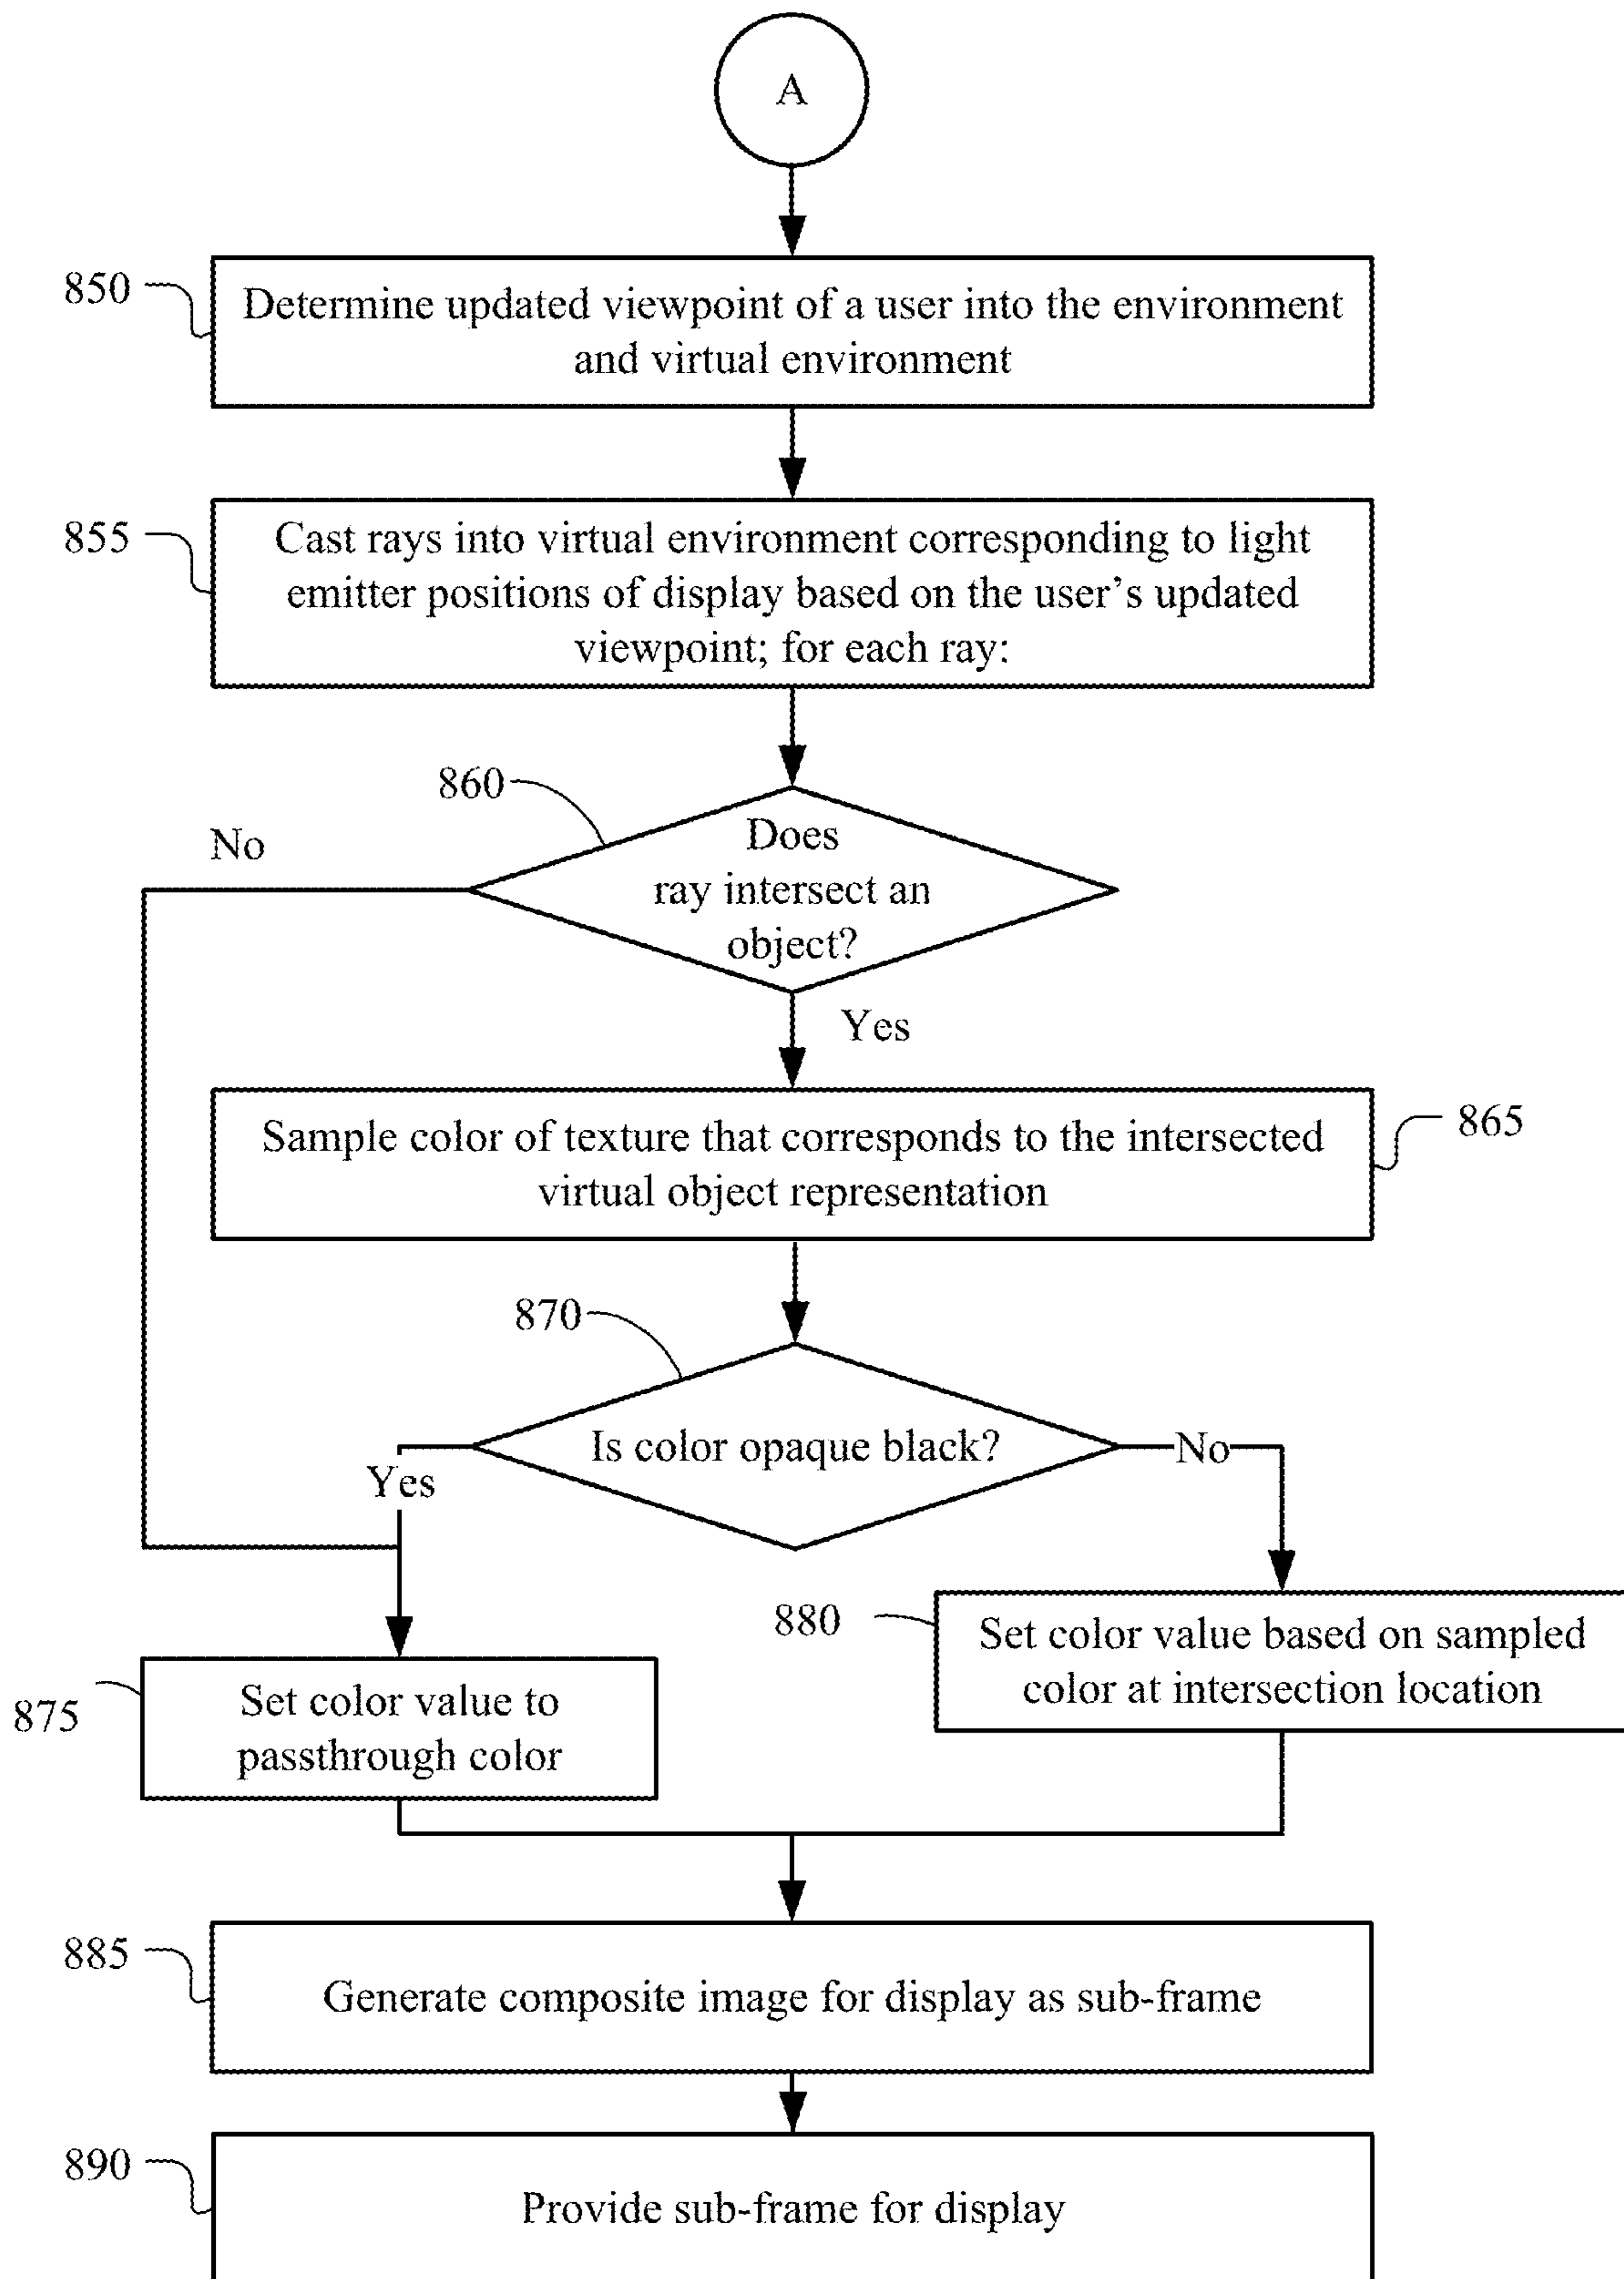 A
850
Determine updated viewpoint of a user into the environment
and virtual environment
855
Cast rays into virtual environment corresponding to light
emitter positions of display based on the user's updated
viewpoint; for each ray:
860
No
Does
ray intersect an
object?
Yes
Sample color of texture that corresponds to the intersected
virtual object representation
865
870
Is color opaque black?
Yes
No
875
Set color value to
passthrough color
880
Set color value based on sampled
color at intersection location
885
Generate composite image for display as sub-frame
890
Provide sub-frame for display